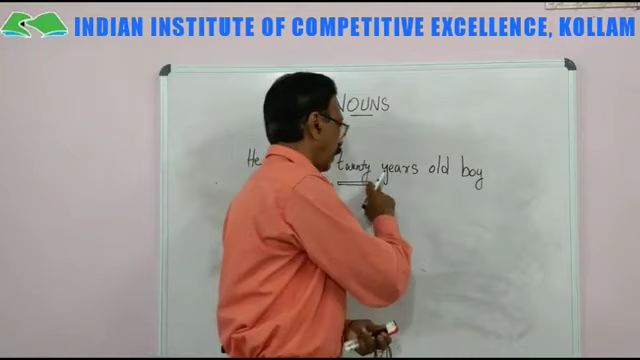 INDIAN INSTITUTE OF COMPETITIVE EXCELLENCE, KOLLAM
NOUNS
He twenty years old boy